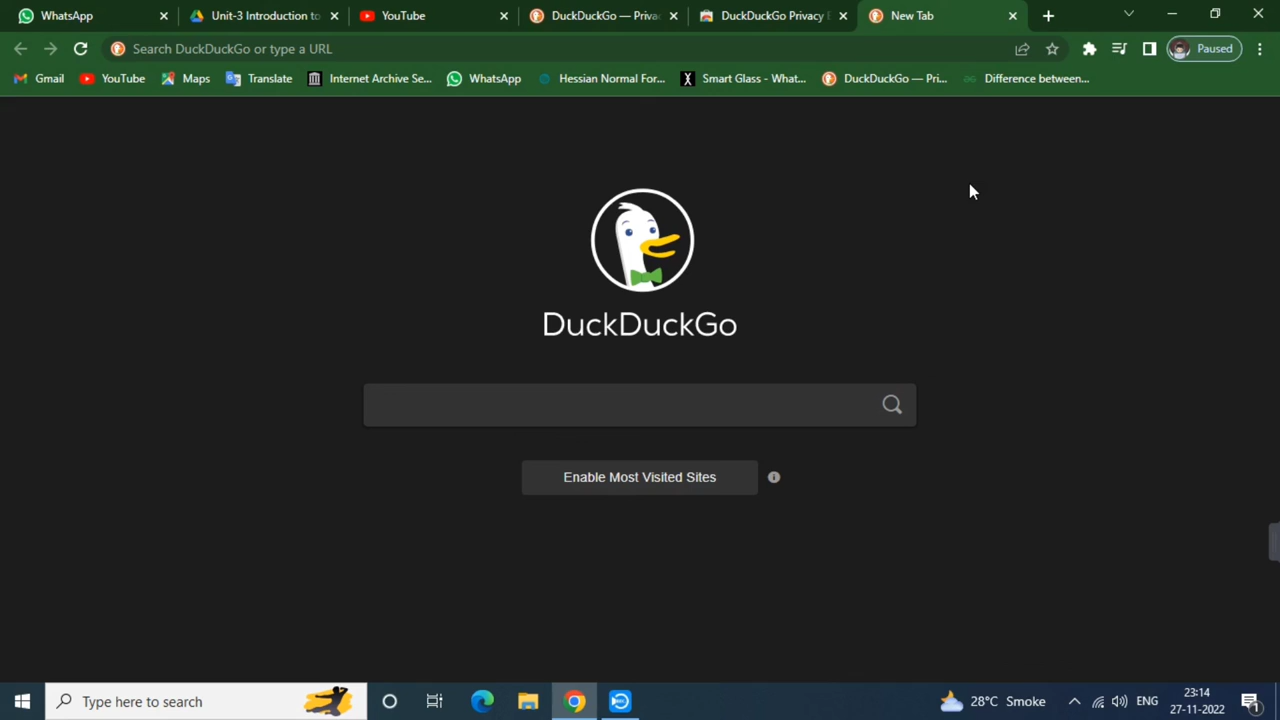 WhatsApp
Unit-3 Introduction to
YouTube
DuckDuckGo — Privac
DuckDuckGo Privacy E
New Tab
Search DuckDuckGo or type a URL
Paused
Gmail
YouTube
Maps
Translate
Internet Archive Se...
WhatsApp
Hessian Normal For...
Smart Glass - What...
DuckDuckGo — Pri...
Difference between...
DuckDuckGo
Enable Most Visited Sites
Type here to search
28°C Smoke
ENG
23:14
27-11-2022
1